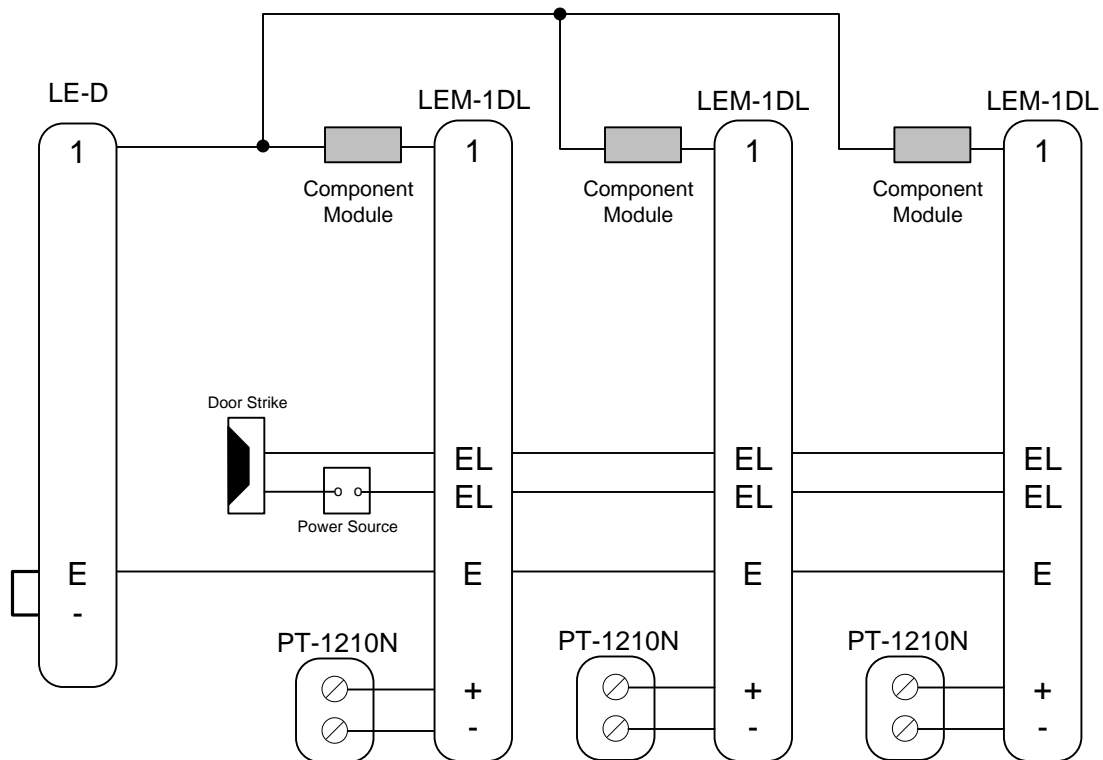 LE-D
LEM-1DL
LEM-1DL
LEM-1DL
1
1
1
1
Component
Module
Component
Module
Component
Module
Door Strike
EL
EL
EL
EL
EL
EL
Power Source
E
E
E
E
-
PT-1210N
PT-1210N
PT-1210N
+
+
+
-
-
-